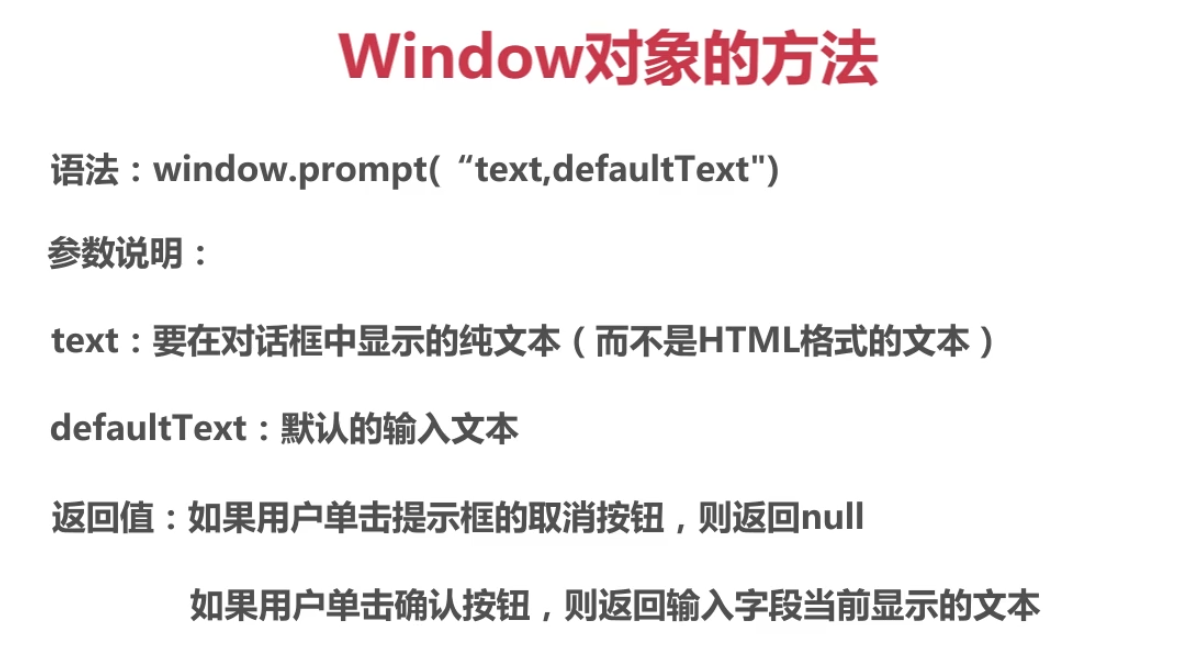 Window对象的方法
语法：window.prompt(“text,defaultText")
参数说明：
text：要在对话框中显示的纯文本（而不是HTML格式的文本）
defaultText：默认的输入文本
返回值：如果用户单击提示框的取消按钮，则返回null
如果用户单击确认按钮，则返回输入字段当前显示的文本